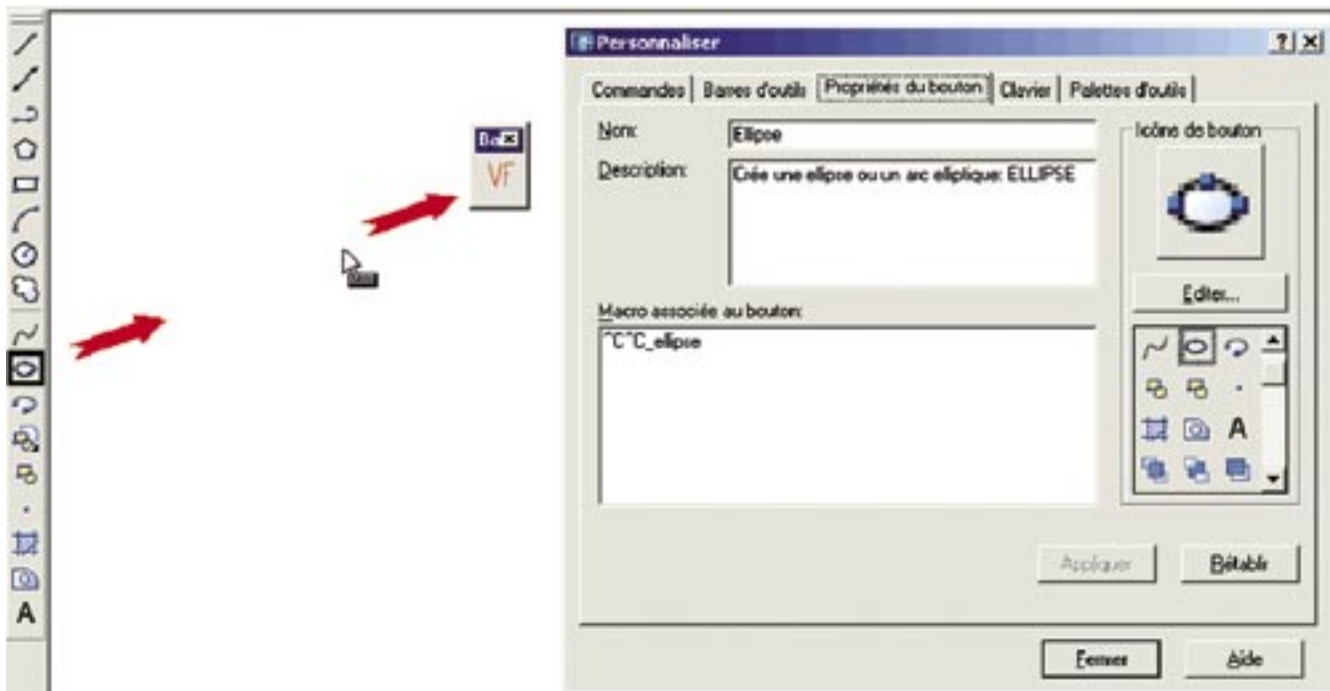 Personnaliser
Commandes
Barres d'outils
Propriétés du bouton
Clavier
Palettes d'outils
Nom:
Ellipse
Description:
Crée une ellipse ou un arc elliptique: ELLIPSE
Icône de bouton
Editer...
Macro associée au bouton:
^C^C_ellipse
Appliquer
Rétablir
Fermer
Aide
Ba
VF
A
A